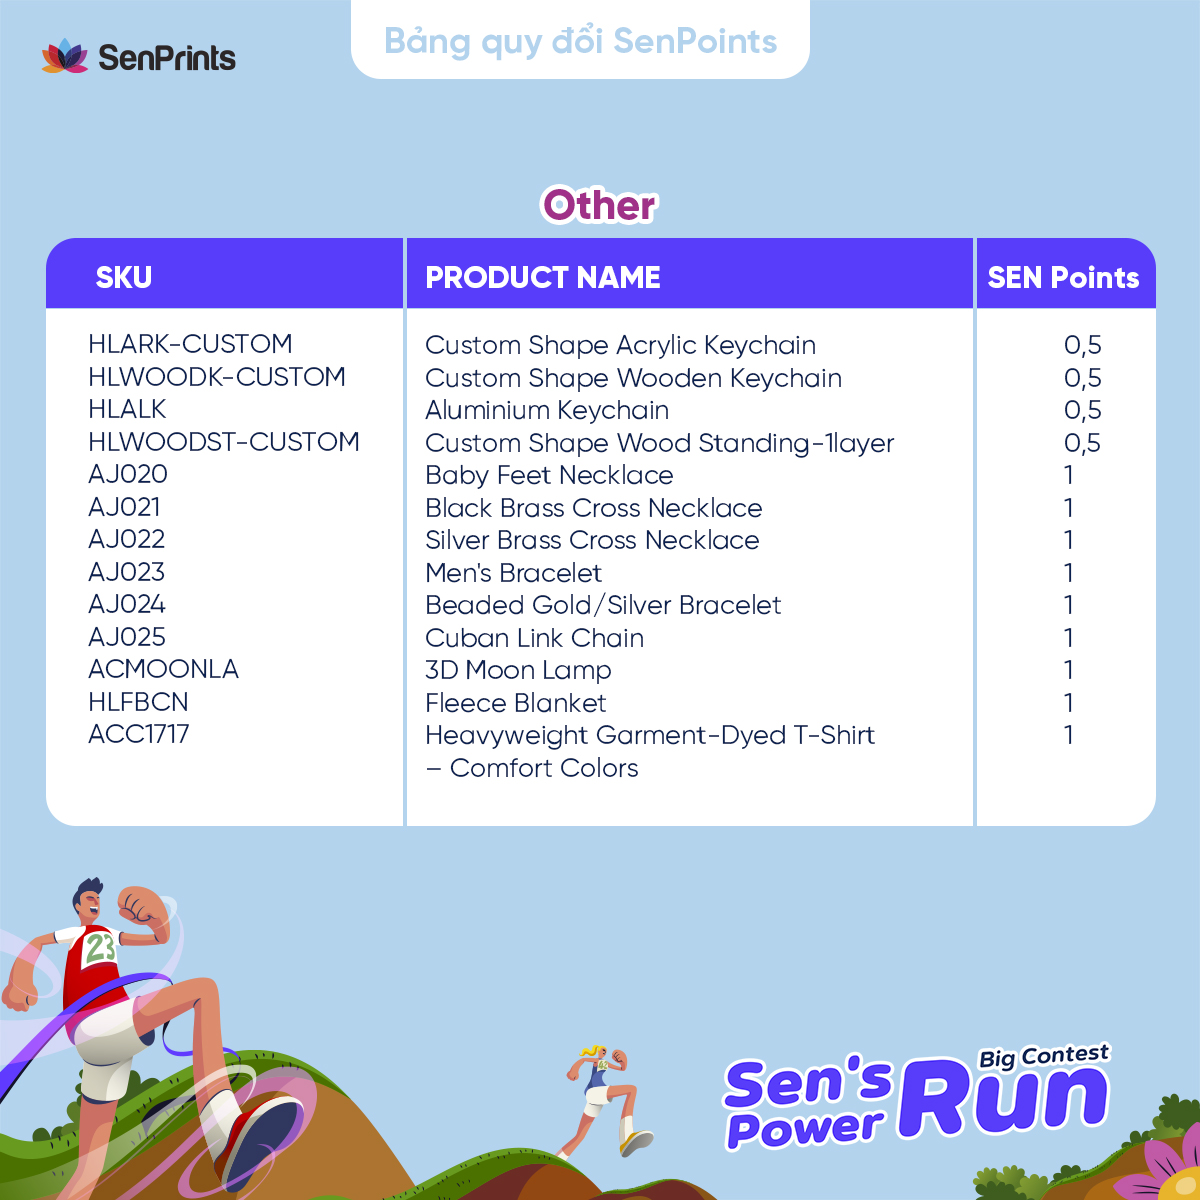 SenPrints
Bảng quy đổi SenPoints
Other
SKU PRODUCT NAME SEN Points
HLARK-CUSTOM Custom Shape Acrylic Keychain 0,5
HLWOODK-CUSTOM Custom Shape Wooden Keychain 0,5
HLALK Aluminium Keychain 0,5
HLWOODST-CUSTOM Custom Shape Wood Standing-1layer 0,5
AJ020 Baby Feet Necklace 1
AJ021 Black Brass Cross Necklace 1
AJ022 Silver Brass Cross Necklace 1
AJ023 Men's Bracelet 1
AJ024 Beaded Gold/Silver Bracelet 1
AJ025 Cuban Link Chain 1
ACMOONLA 3D Moon Lamp 1
HLFBCN Fleece Blanket 1
ACC1717 Heavyweight Garment-Dyed T-Shirt 1
– Comfort Colors
23
Big Contest
Sen's
Power Run